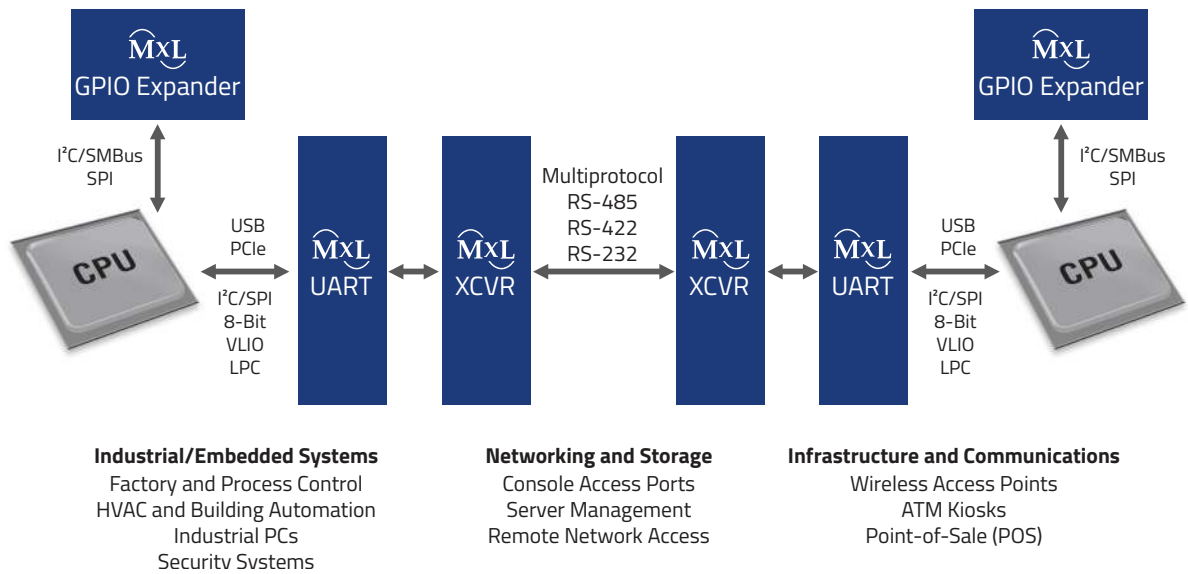 MxL
GPIO Expander
MxL
GPIO Expander
I²C/SMBus
SPI
I²C/SMBus
SPI
CPU
USB
PCIe
I²C/SPI
8-Bit
VLIO
LPC
MxL
UART
MxL
XCVR
Multiprotocol
RS-485
RS-422
RS-232
MxL
XCVR
MxL
UART
USB
PCIe
I²C/SPI
8-Bit
VLIO
LPC
CPU
Industrial/Embedded Systems
Factory and Process Control
HVAC and Building Automation
Industrial PCs
Security Systems
Networking and Storage
Console Access Ports
Server Management
Remote Network Access
Infrastructure and Communications
Wireless Access Points
ATM Kiosks
Point-of-Sale (POS)